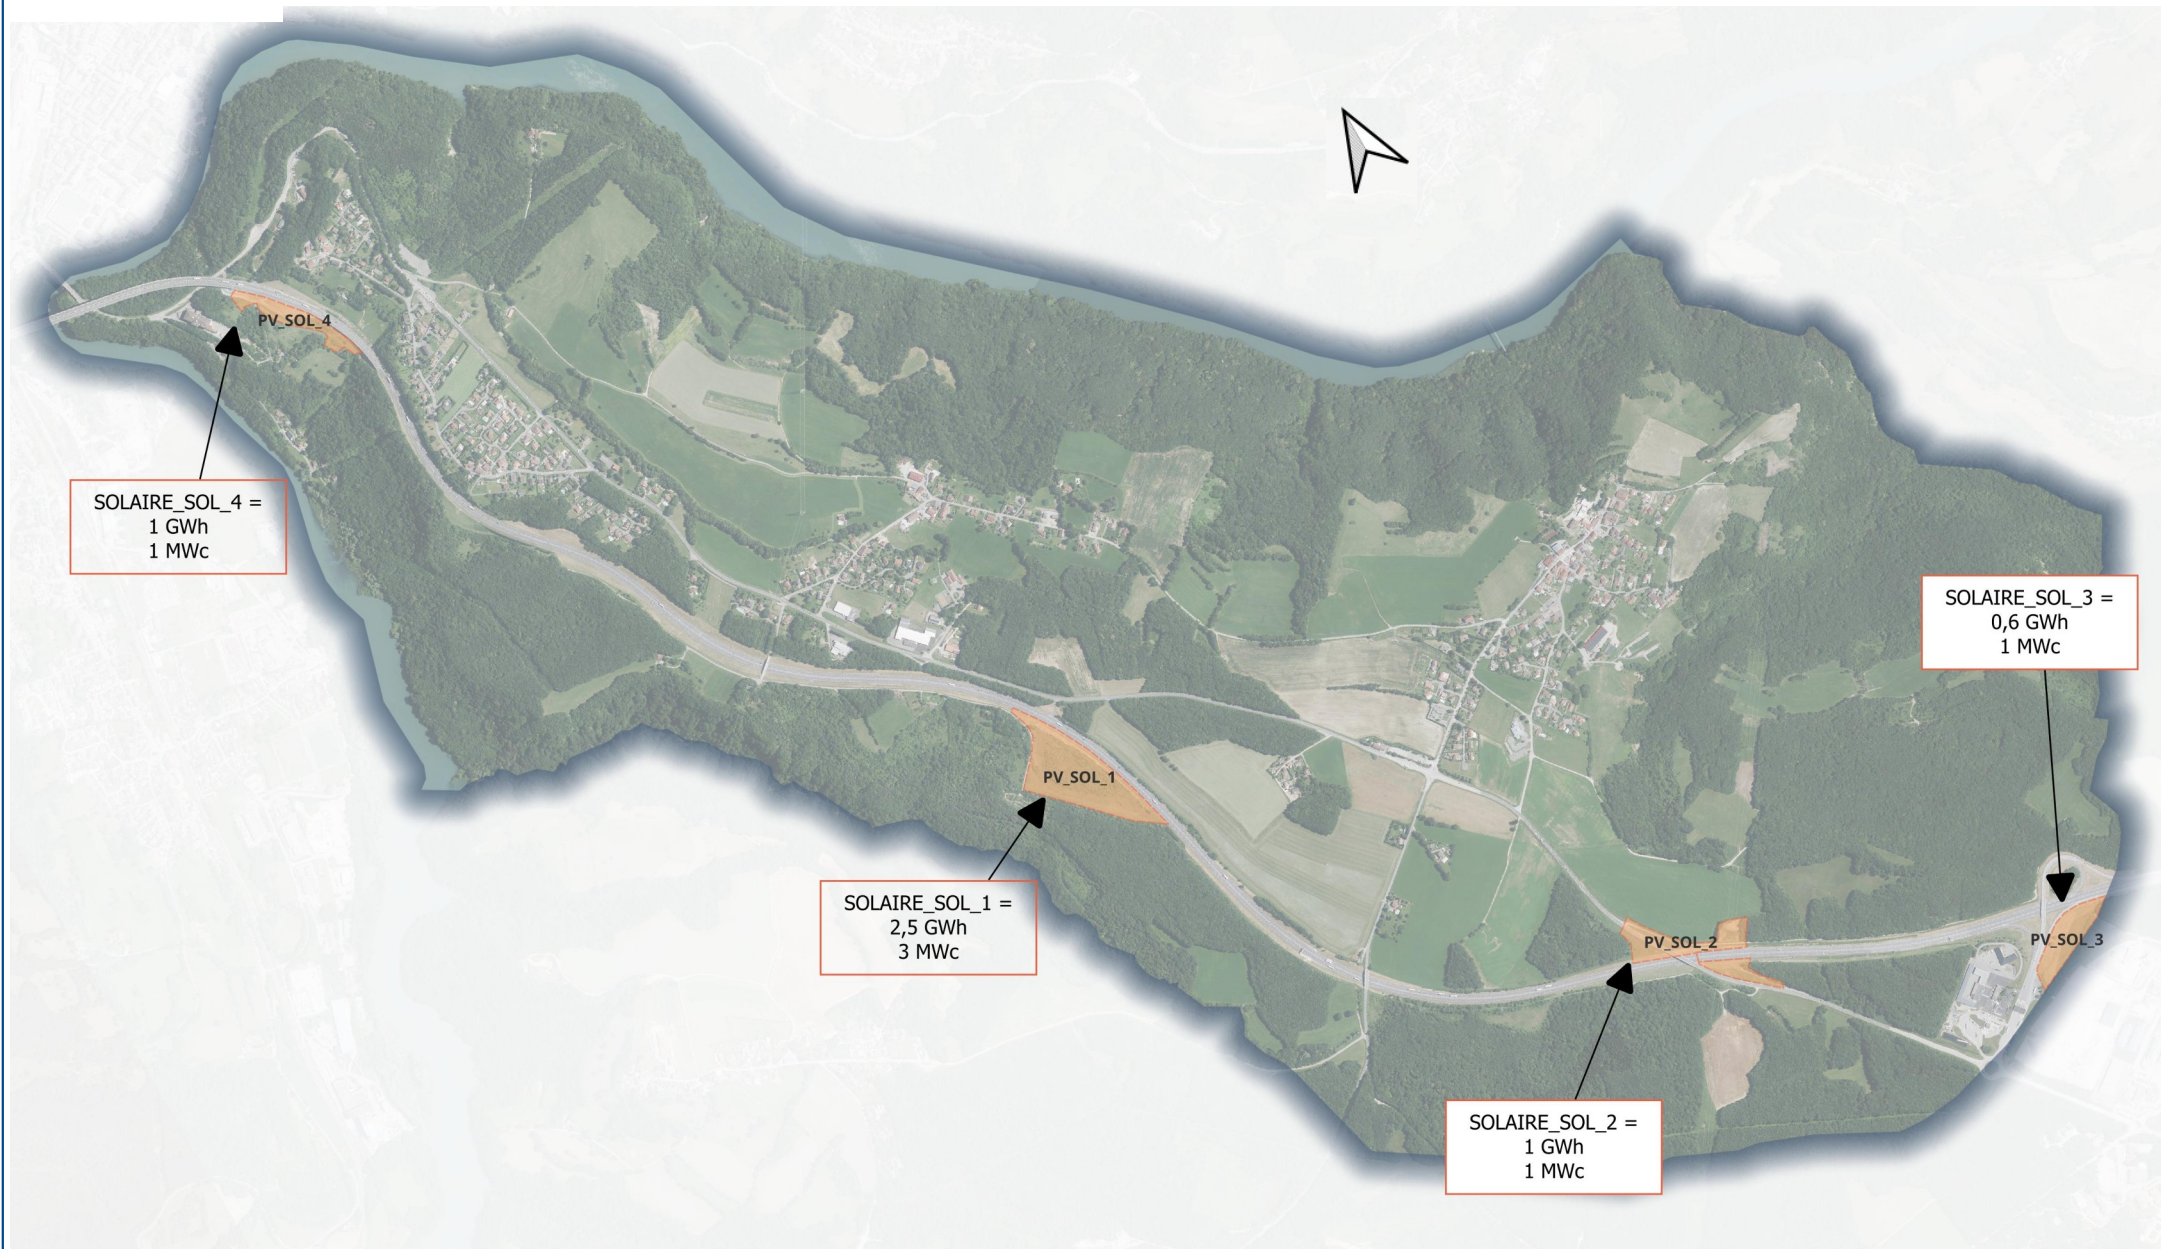 PV_SOL_4
SOLAIRE_SOL_4 =
1 GWh
1 MWc
SOLAIRE_SOL_3 =
0,6 GWh
1 MWc
PV_SOL_1
SOLAIRE_SOL_1 =
2,5 GWh
3 MWc
PV_SOL_2
PV_SOL_3
SOLAIRE_SOL_2 =
1 GWh
1 MWc